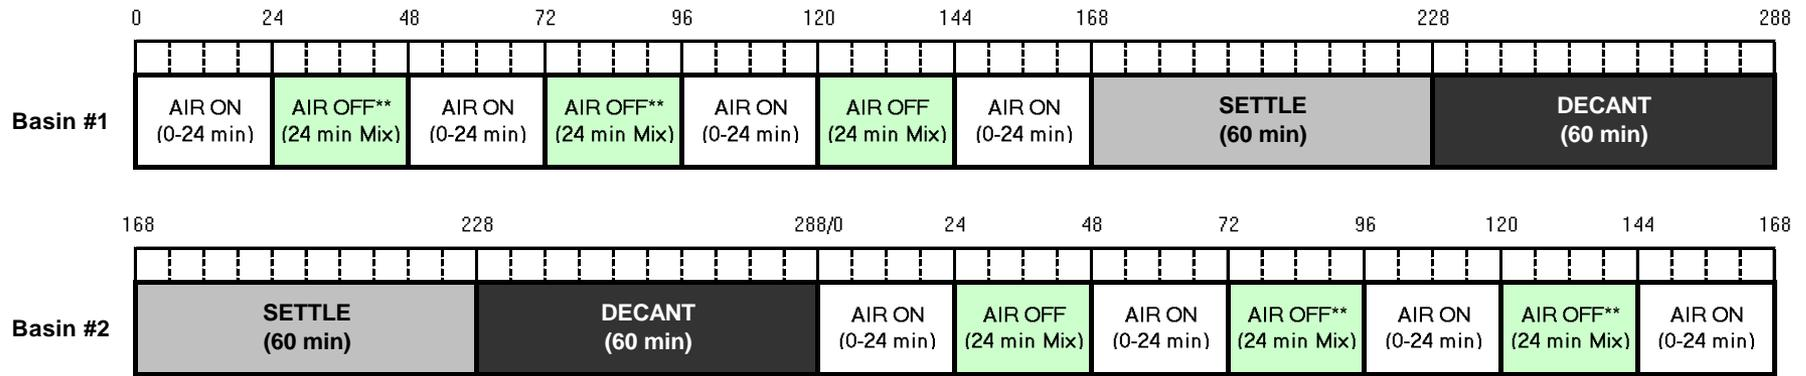 0 24 48 72 96 120 144 168 228 288
Basin #1
AIR ON
(0-24 min)
AIR OFF**
(24 min Mix)
AIR ON
(0-24 min)
AIR OFF**
(24 min Mix)
AIR ON
(0-24 min)
AIR OFF
(24 min Mix)
AIR ON
(0-24 min)
SETTLE
(60 min)
DECANT
(60 min)
168 228 288/0 24 48 72 96 120 144 168
Basin #2
SETTLE
(60 min)
DECANT
(60 min)
AIR ON
(0-24 min)
AIR OFF
(24 min Mix)
AIR ON
(0-24 min)
AIR OFF**
(24 min Mix)
AIR ON
(0-24 min)
AIR OFF**
(24 min Mix)
AIR ON
(0-24 min)